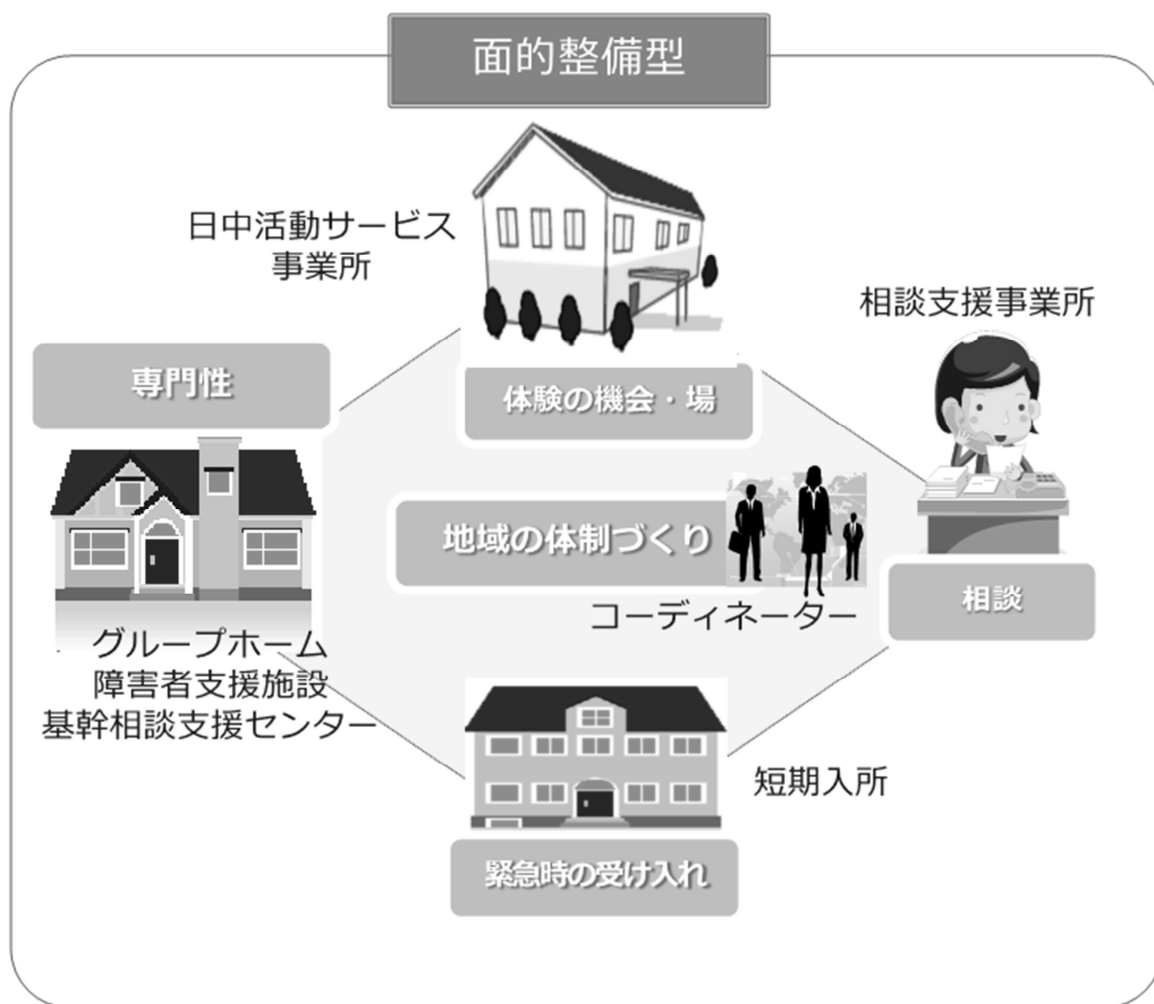 面的整備型
日中活動サービス
事業所
相談支援事業所
専門性
体験の機会・場
地域の体制づくり
コーディネーター
相談
グループホーム
障害者支援施設
基幹相談支援センター
短期入所
緊急時の受け入れ